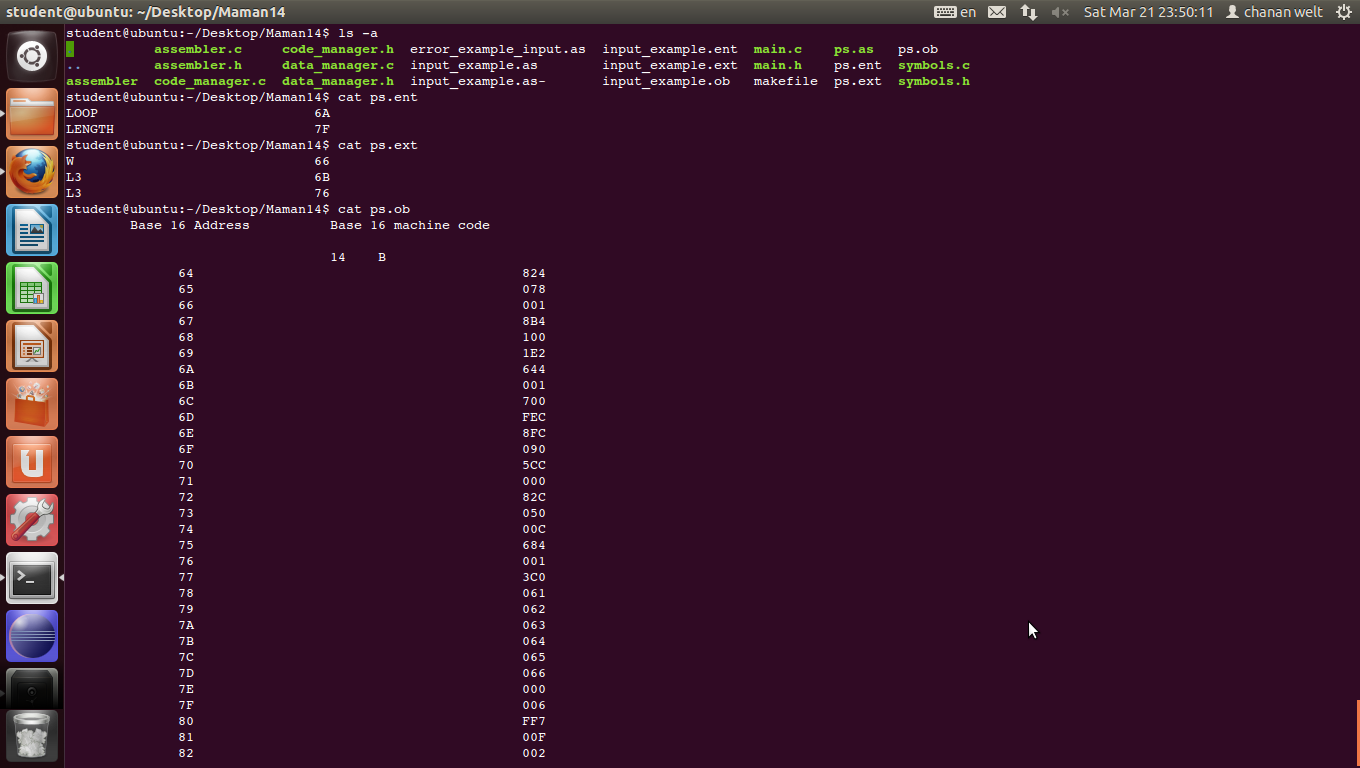 student@ubuntu: ~/Desktop/Maman14 en Sat Mar 21 23:50:11 chanan welt
student@ubuntu:~/Desktop/Maman14$ ls -a
. assembler.c code_manager.h error_example_input.as input_example.ent main.c ps.as ps.ob
.. assembler.h data_manager.c input_example.as input_example.ext main.h ps.ent symbols.c
assembler code_manager.c data_manager.h input_example.as~ input_example.ob makefile ps.ext symbols.h
student@ubuntu:~/Desktop/Maman14$ cat ps.ent
LOOP 6A
LENGTH 7F
student@ubuntu:~/Desktop/Maman14$ cat ps.ext
W 66
L3 6B
L3 76
student@ubuntu:~/Desktop/Maman14$ cat ps.ob
Base 16 Address Base 16 machine code
14 B
64 824
65 078
66 001
67 8B4
68 100
69 1E2
6A 644
6B 001
6C 700
6D FEC
6E 8FC
6F 090
70 5CC
71 000
72 82C
73 050
74 00C
75 684
76 001
77 3C0
78 061
79 062
7A 063
7B 064
7C 065
7D 066
7E 000
7F 006
80 FF7
81 00F
82 002